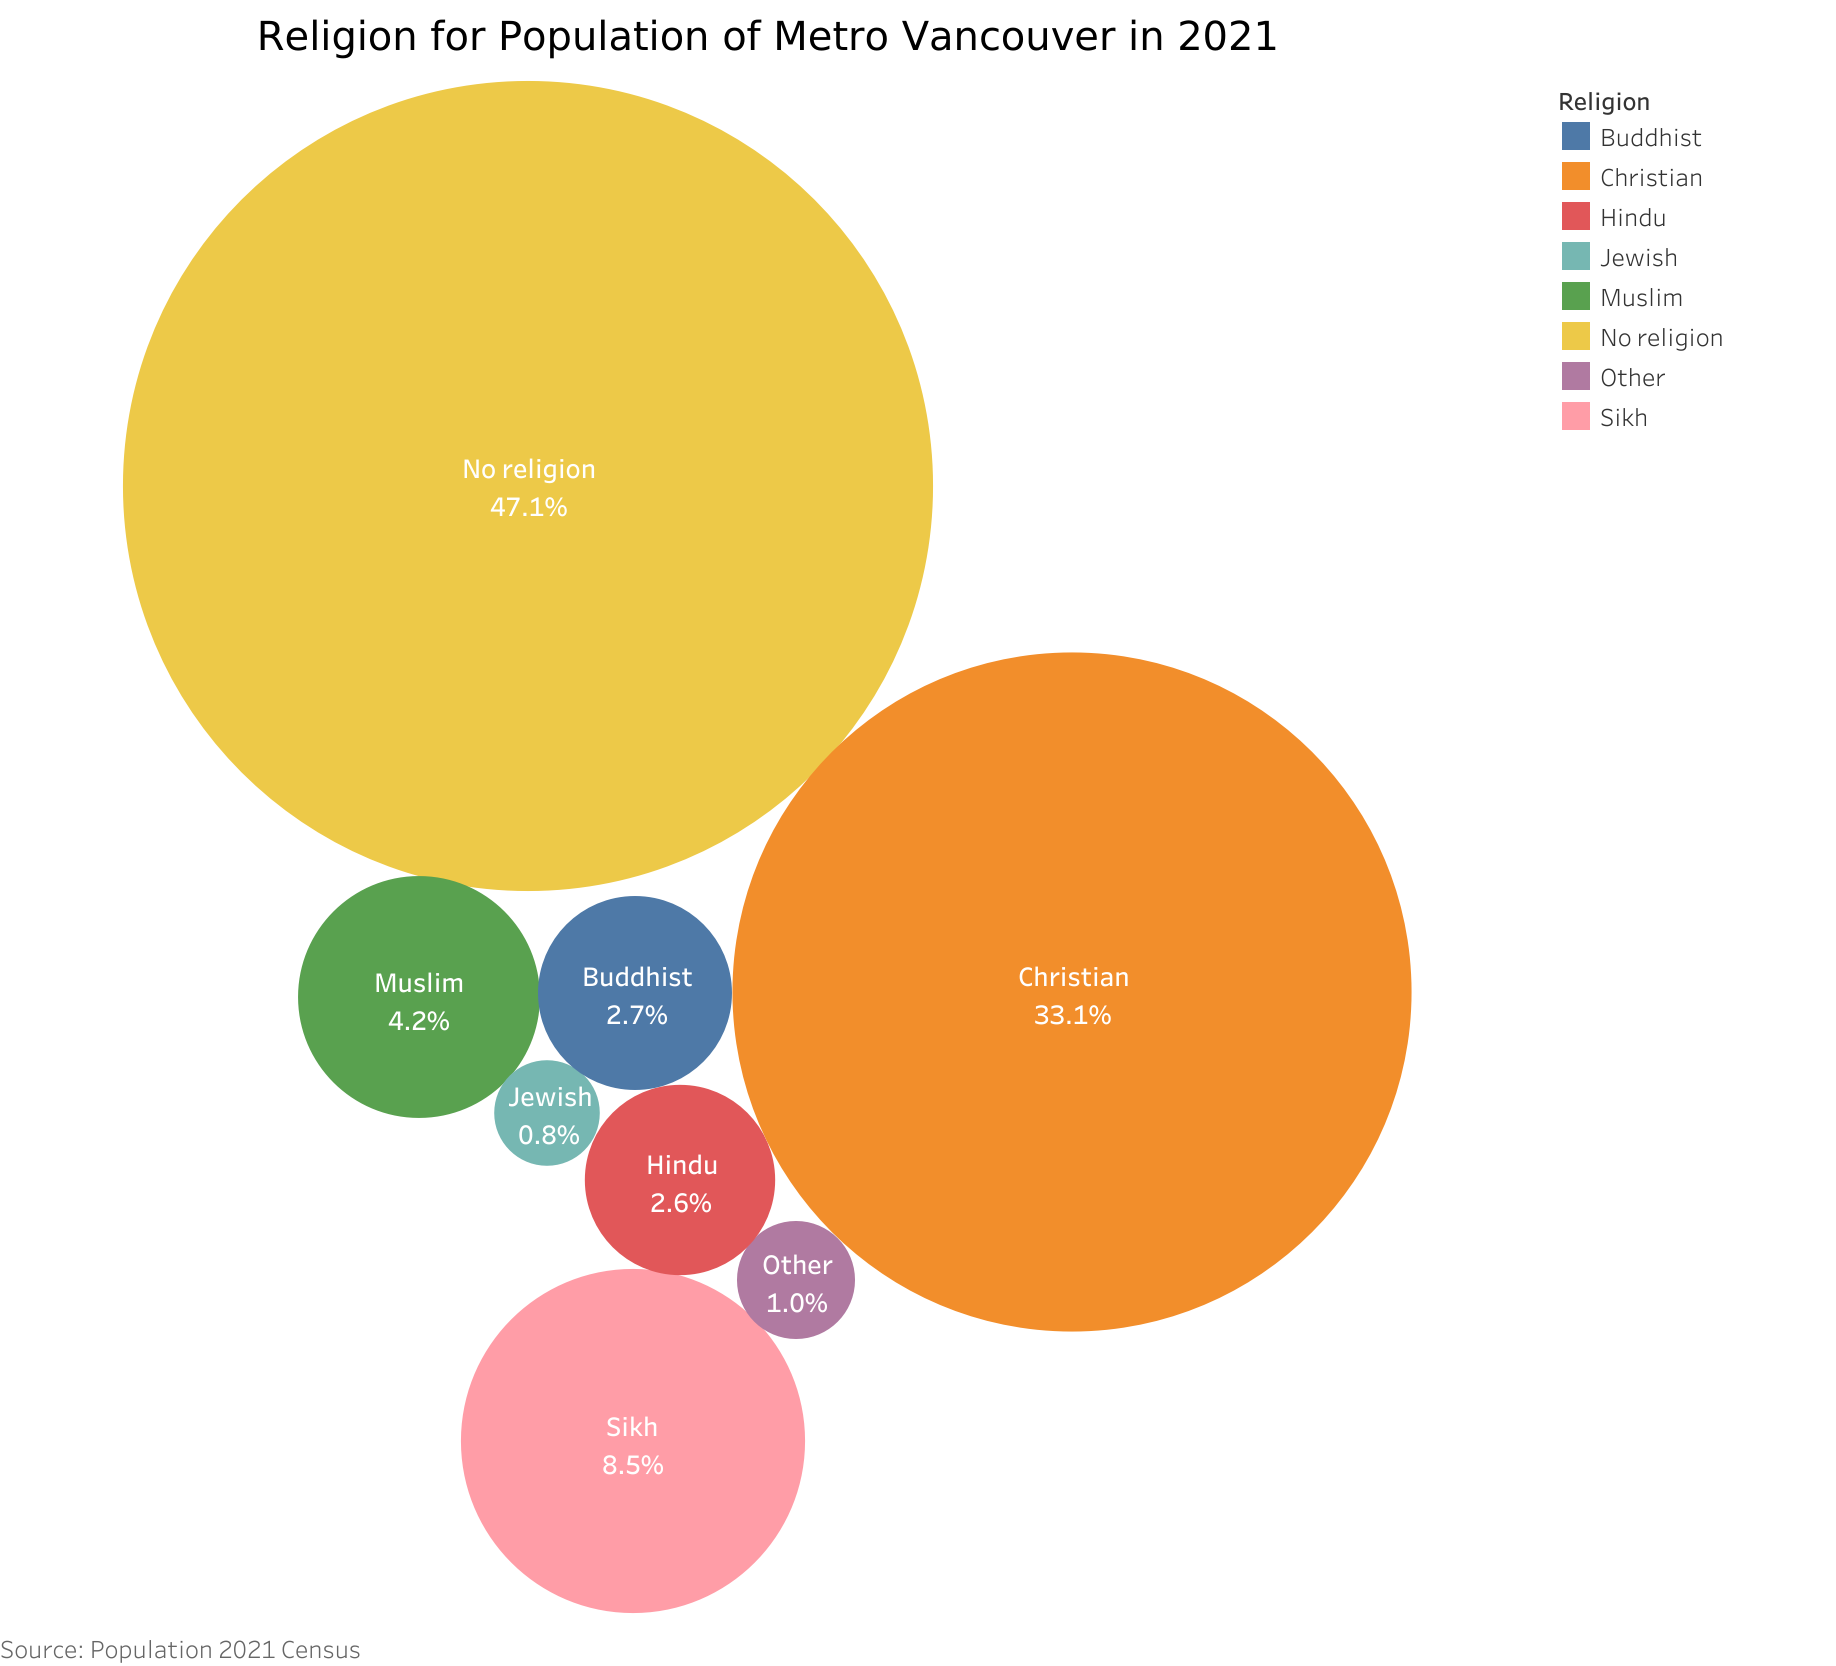 Religion for Population of Metro Vancouver in 2021
Religion
Buddhist
Christian
Hindu
Jewish
Muslim
No religion
Other
Sikh
No religion
47.1%
Muslim
4.2%
Buddhist
2.7%
Christian
33.1%
Jewish
0.8%
Hindu
2.6%
Other
1.0%
Sikh
8.5%
Source: Population 2021 Census